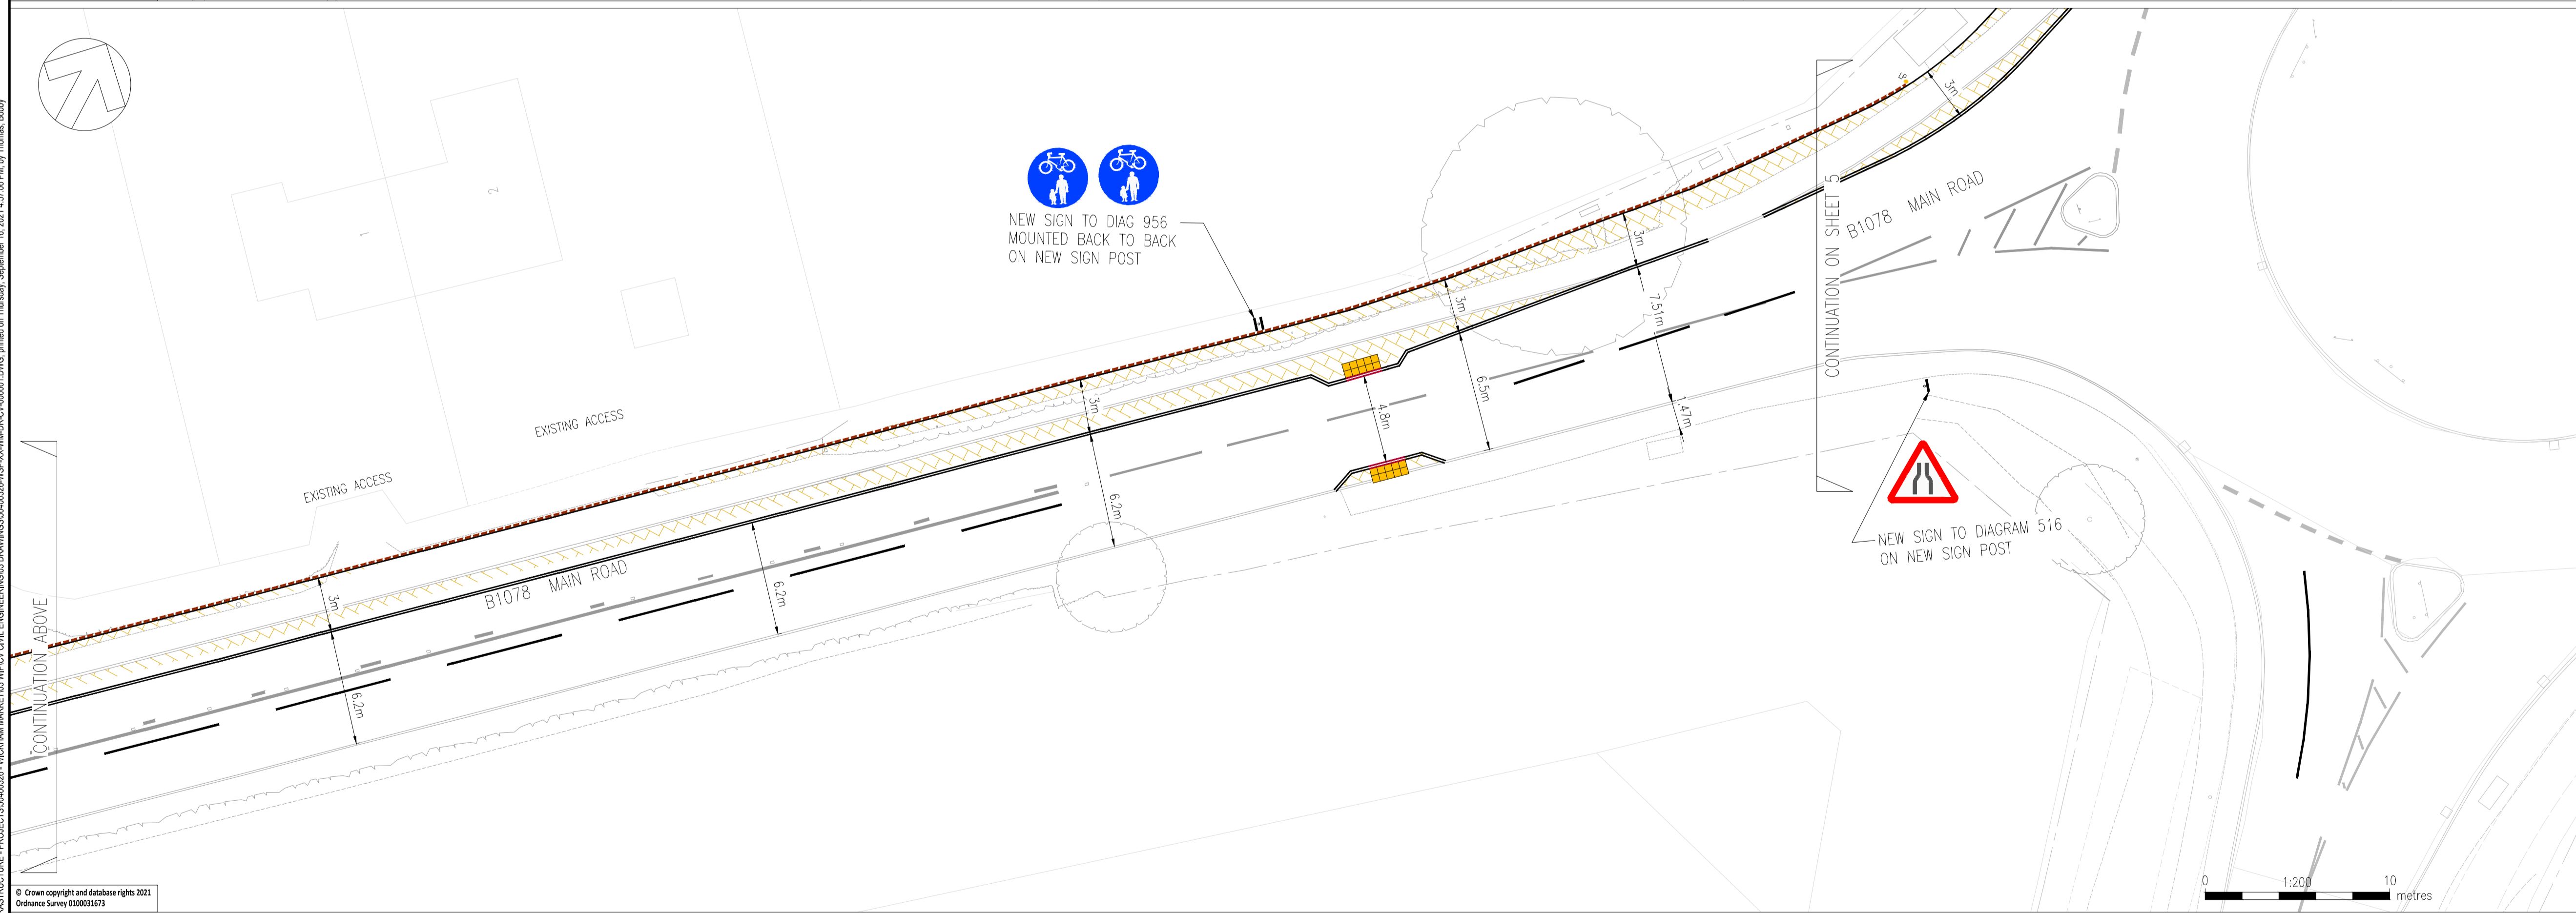 NEW SIGN TO DIAG 956
MOUNTED BACK TO BACK
ON NEW SIGN POST
LP
3m
CONTINUATION ON SHEET 5
B1078 MAIN ROAD
2
1
3m
7.51m
1.47m
3m
6.5m
4.8m
3m
6.2m
EXISTING ACCESS
EXISTING ACCESS
B1078 MAIN ROAD
6.2m
3m
6.2m
CONTINUATION ABOVE
NEW SIGN TO DIAGRAM 516
ON NEW SIGN POST
0 1:200 10
metres
© Crown copyright and database rights 2021
Ordnance Survey 0100031673